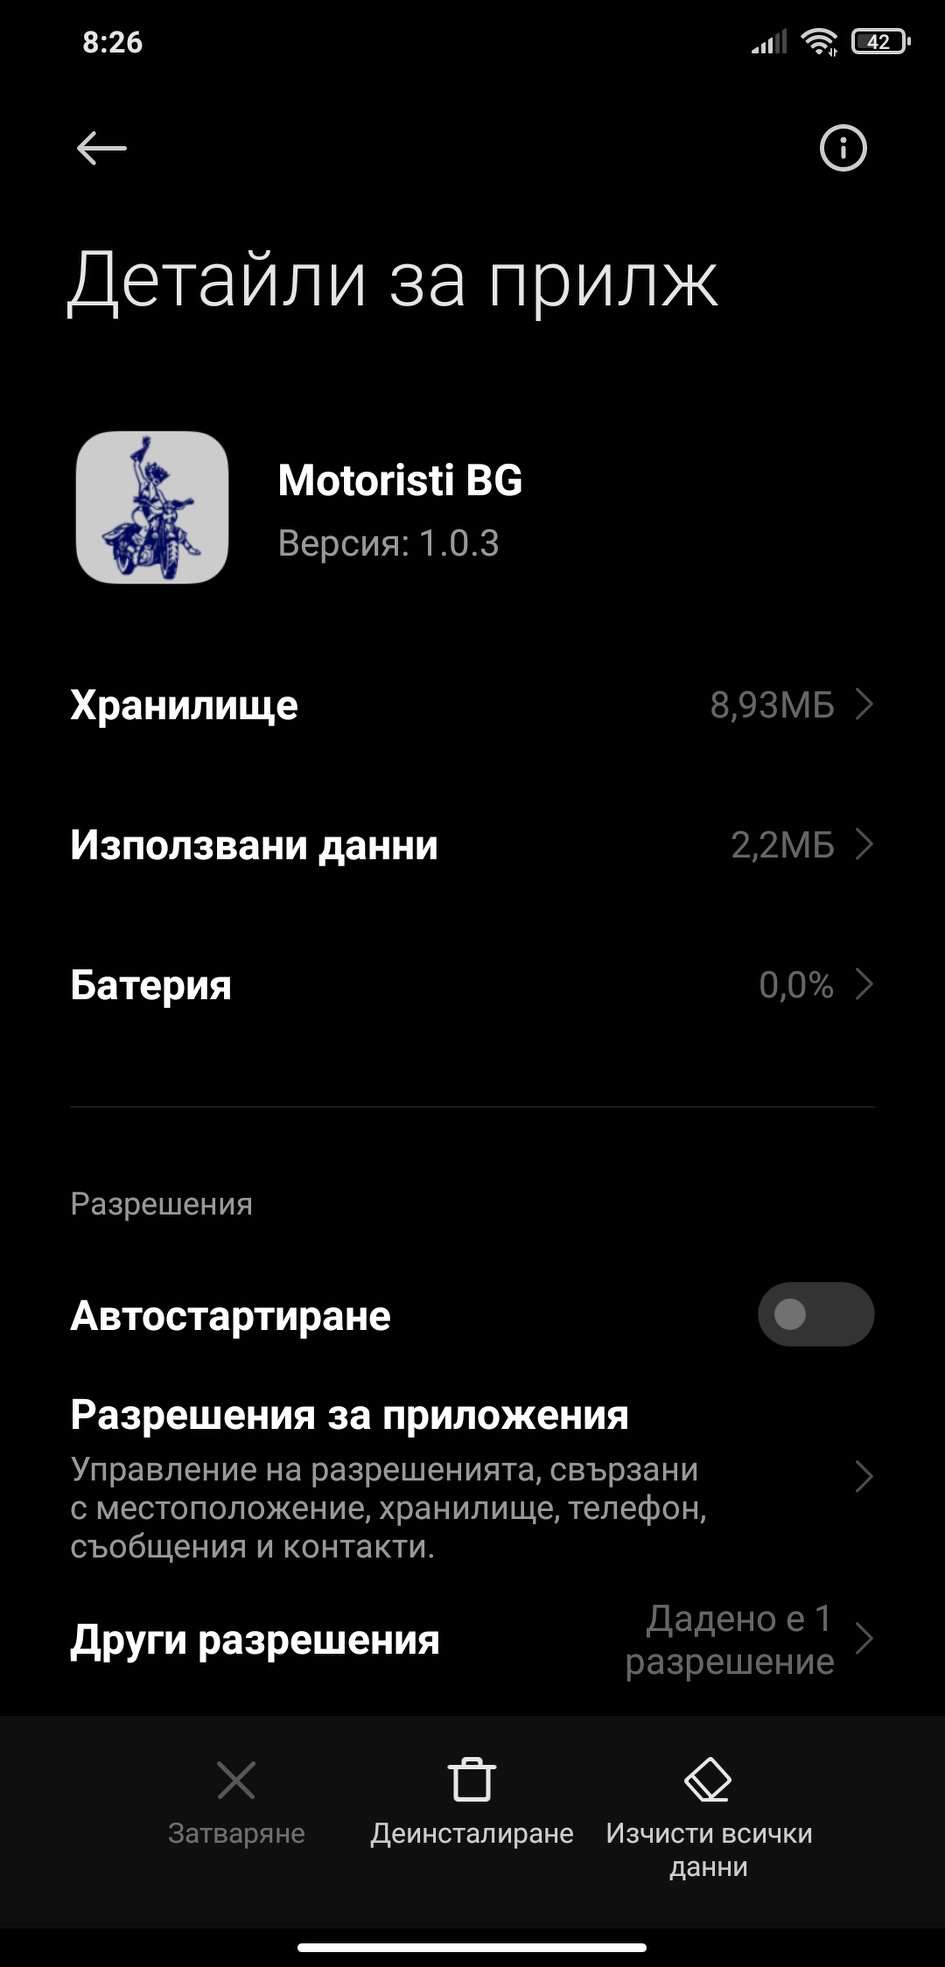 8:26
42
Детайли за прилж
Motoristi BG
Версия: 1.0.3
Хранилище 8,93МБ
Използвани данни 2,2МБ
Батерия 0,0%
Разрешения
Автостартиране
Разрешения за приложения
Управление на разрешенията, свързани
с местоположение, хранилище, телефон,
съобщения и контакти.
Други разрешения
Дадено е 1
разрешение
Затваряне
Деинсталиране
Изчисти всички
данни